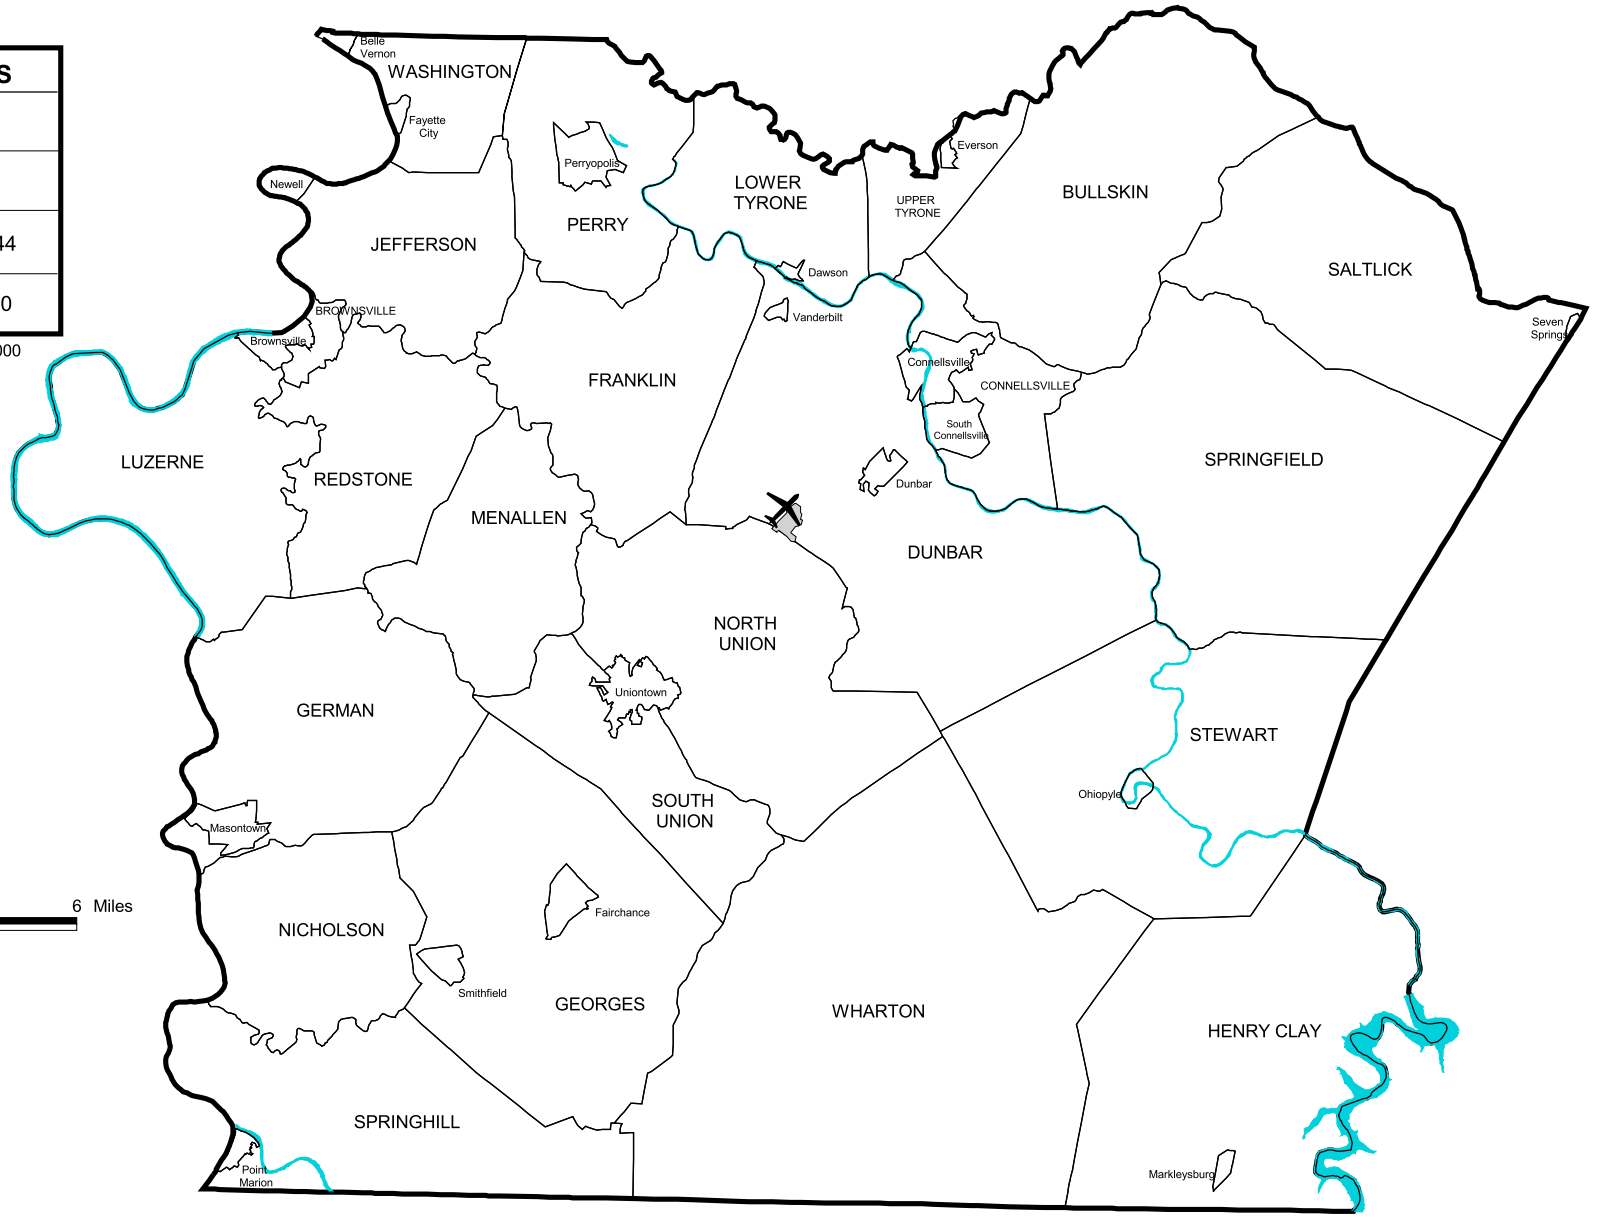 S
44
0
000
6 Miles
Belle
Vernon
WASHINGTON
Fayette
City
Newell
JEFFERSON
Perryopolis
PERRY
LOWER
TYRONE
UPPER
TYRONE
Everson
BULLSKIN
SALTLICK
Seven
Springs
Dawson
Vanderbilt
BROWNSVILLE
Brownsville
FRANKLIN
Connellsville
CONNELLSVILLE
South
Connellsville
LUZERNE
REDSTONE
MENALLEN
Dunbar
DUNBAR
SPRINGFIELD
NORTH
UNION
Uniontown
GERMAN
STEWART
Ohiopyle
SOUTH
UNION
Masontown
NICHOLSON
Fairchance
Smithfield
GEORGES
WHARTON
HENRY CLAY
SPRINGHILL
Point
Marion
Markleysburg